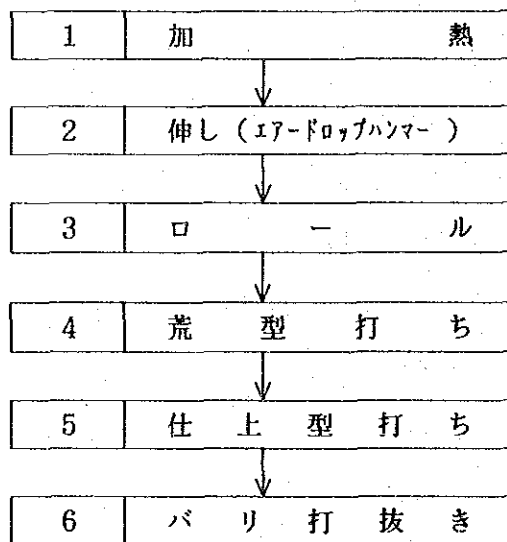 1 加熱
2 伸し（エアードロップハンマー）
3 ロール
4 荒型打ち
5 仕上型打ち
6 バリ打抜き